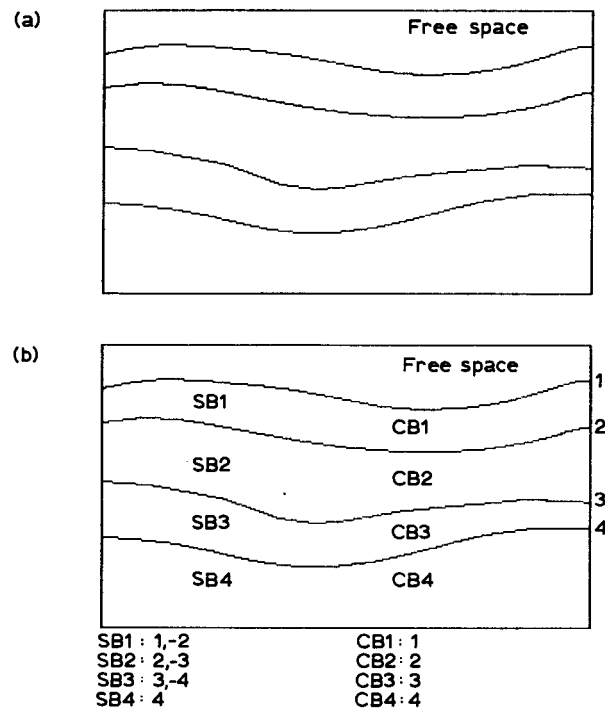 (a)
Free space
(b)
Free space
1
SB1
CB1
2
SB2
CB2
3
SB3
CB3
4
SB4
CB4
SB1 : 1,-2
CB1 : 1
SB2 : 2,-3
CB2 : 2
SB3 : 3,-4
CB3 : 3
SB4 : 4
CB4 : 4